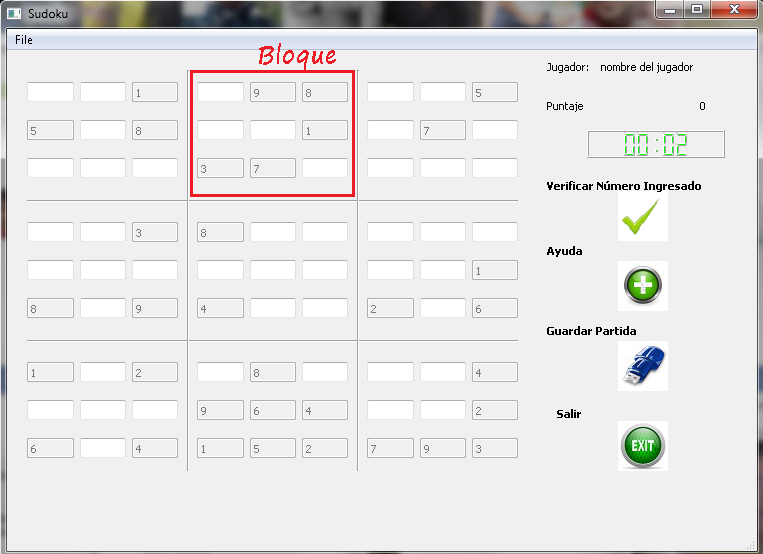 Sudoku
File
Bloque
Jugador: nombre del jugador
1 9 8 5
Puntaje 0
5 8 1 7
00:02
3 7
Verificar Número Ingresado
3 8
Ayuda
1
8 9 4 2 6
Guardar Partida
1 2 8 4
9 6 4 2
Salir
6 4 1 5 2 7 9 3
EXIT